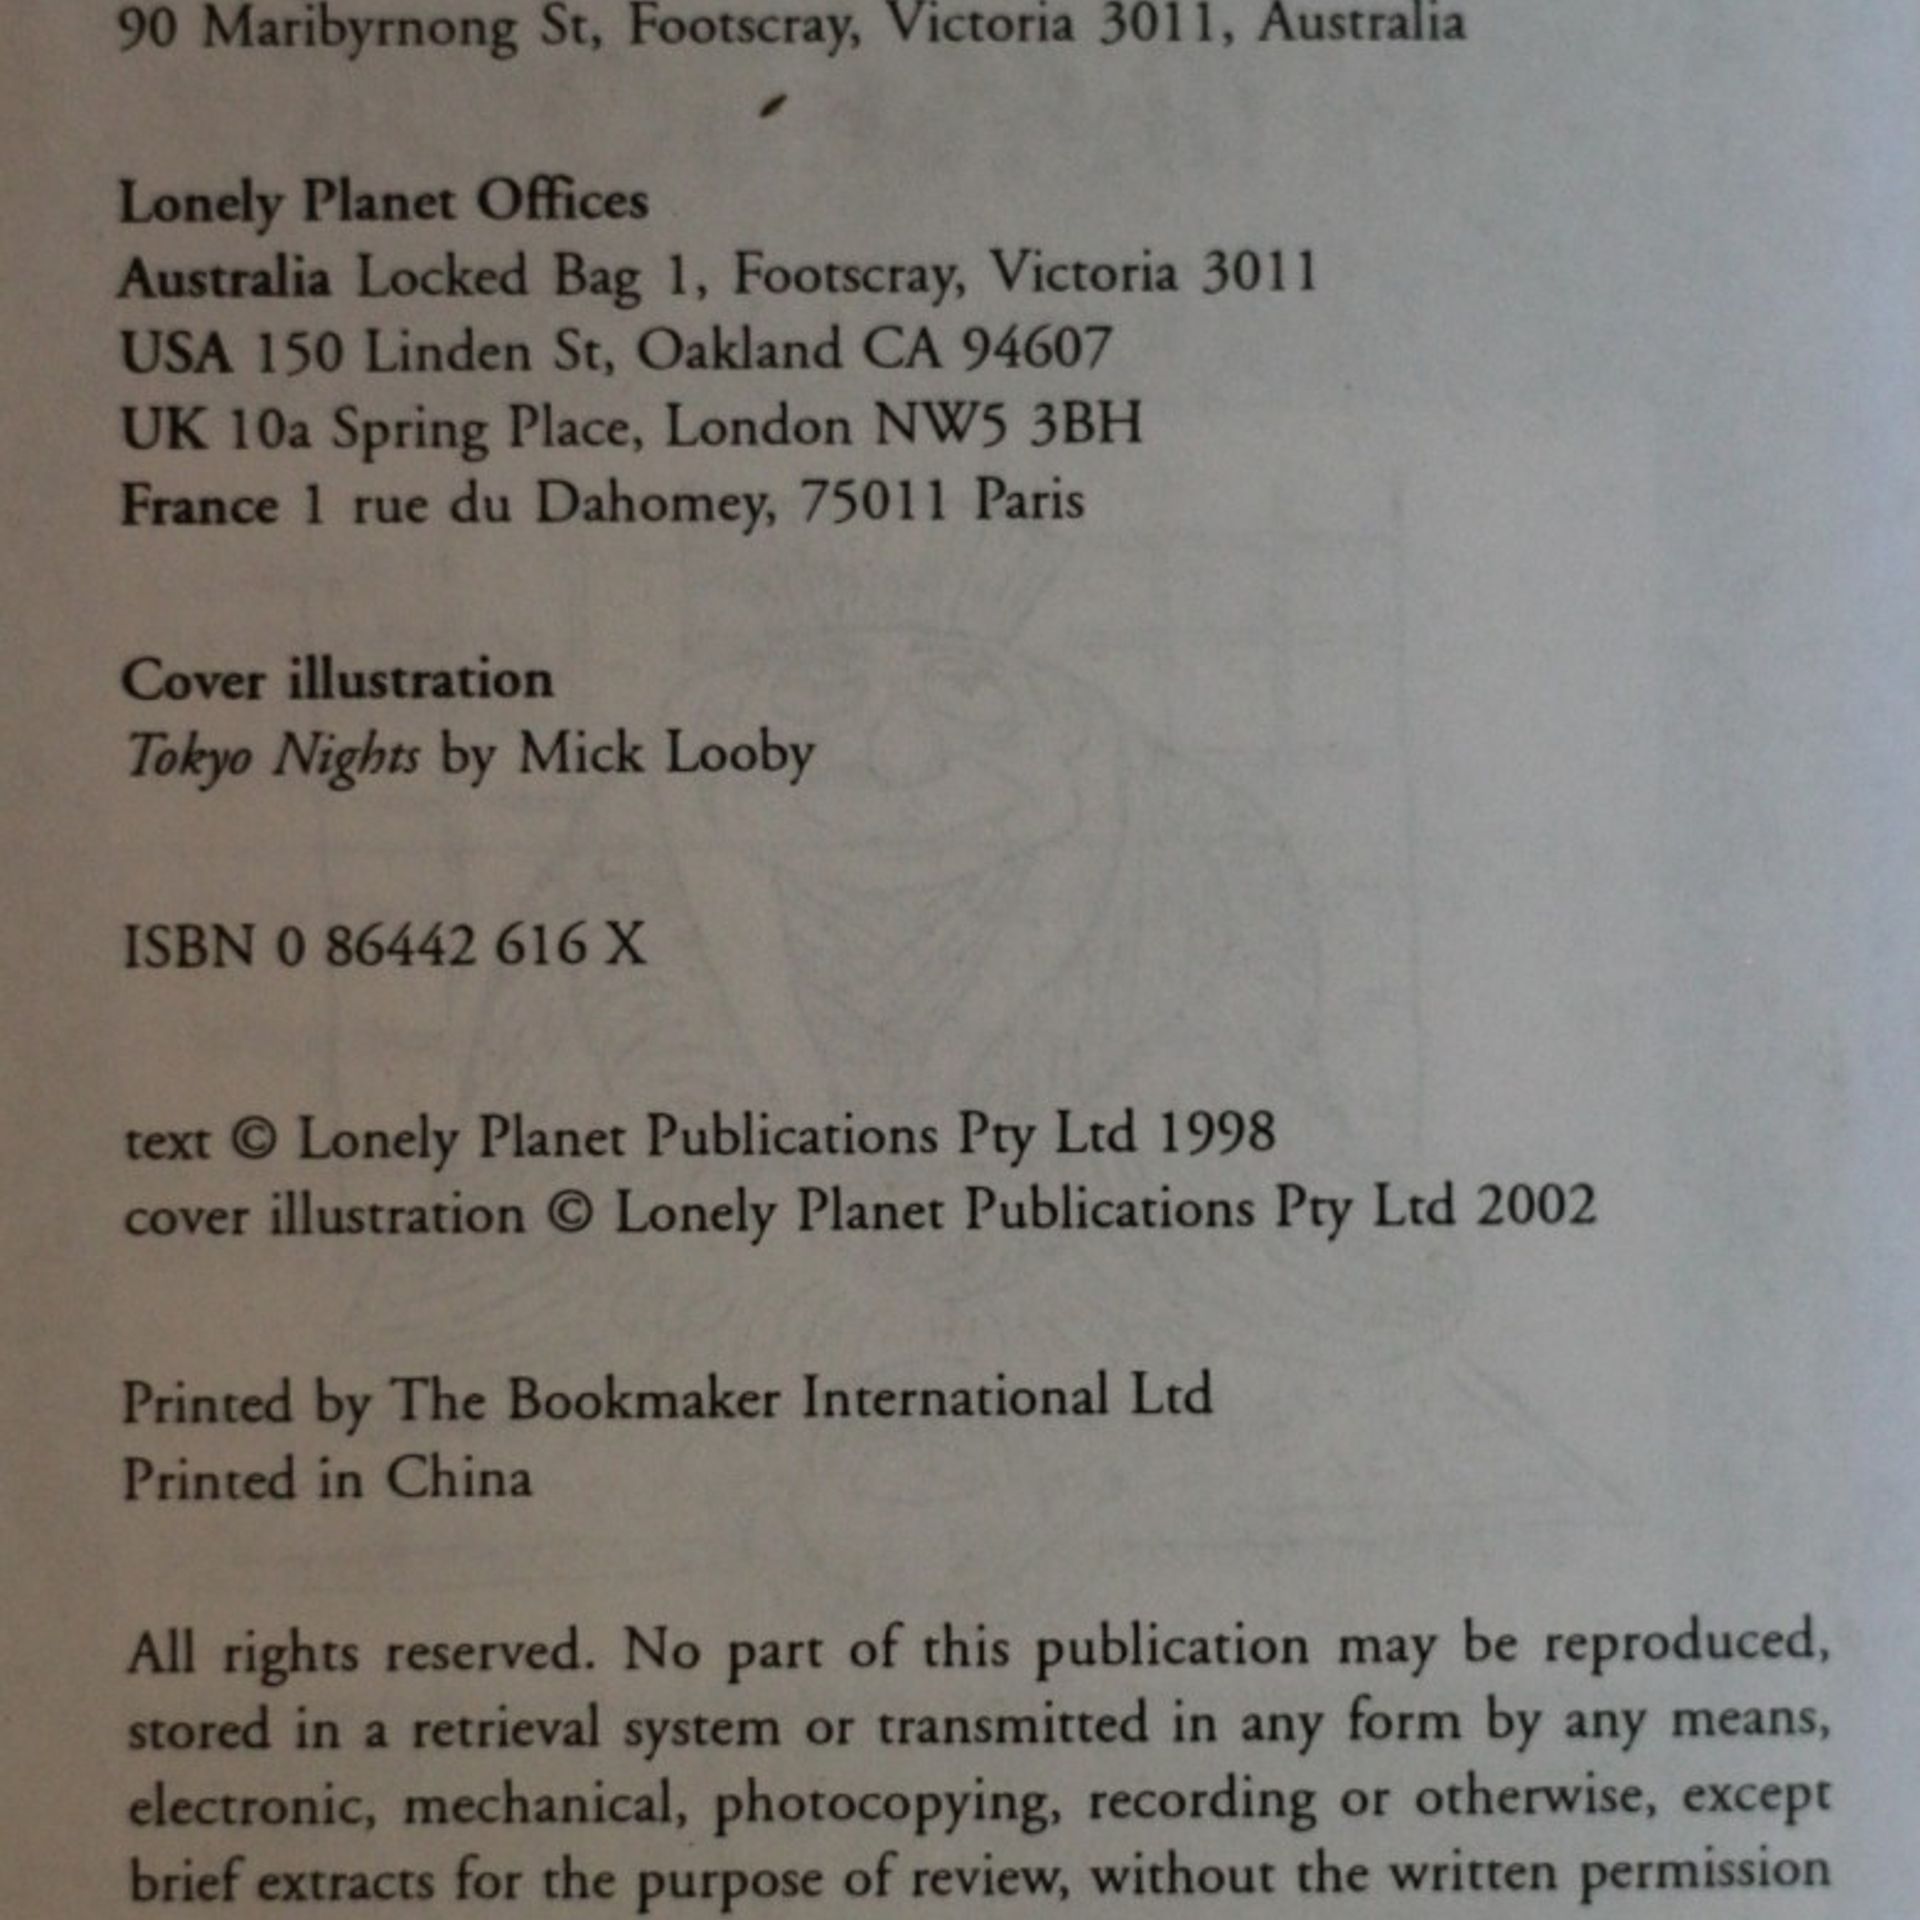 90 Maribyrnong St, Footscray, Victoria 3011, Australia
Lonely Planet Offices
Australia Locked Bag 1, Footscray, Victoria 3011
USA 150 Linden St, Oakland CA 94607
UK 10a Spring Place, London NW5 3BH
France 1 rue du Dahomey, 75011 Paris
Cover illustration
Tokyo Nights by Mick Looby
ISBN 0 86442 616 X
text © Lonely Planet Publications Pty Ltd 1998
cover illustration © Lonely Planet Publications Pty Ltd 2002
Printed by The Bookmaker International Ltd
Printed in China
All rights reserved. No part of this publication may be reproduced,
stored in a retrieval system or transmitted in any form by any means,
electronic, mechanical, photocopying, recording or otherwise, except
brief extracts for the purpose of review, without the written permission